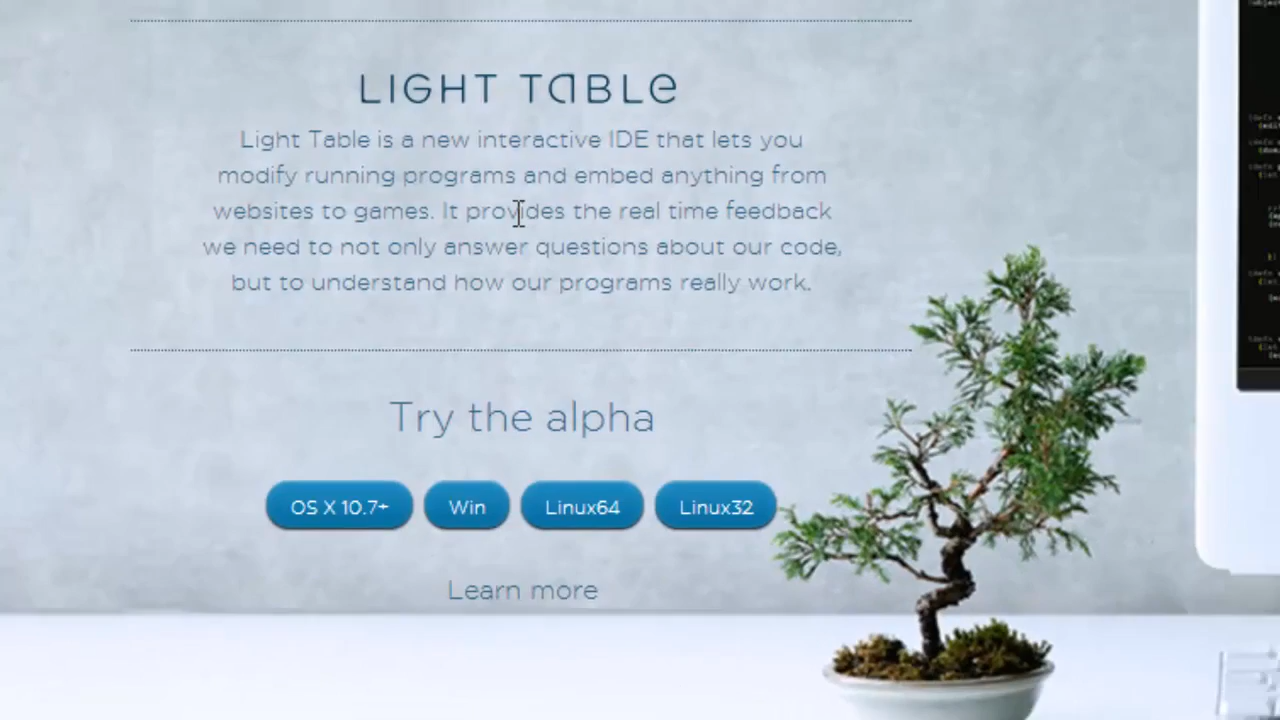 LIGHT TABLE
Light Table is a new interactive IDE that lets you
modify running programs and embed anything from
websites to games. It provides the real time feedback
we need to not only answer questions about our code,
but to understand how our programs really work.
Try the alpha
OS X 10.7+
Win
Linux64
Linux32
Learn more